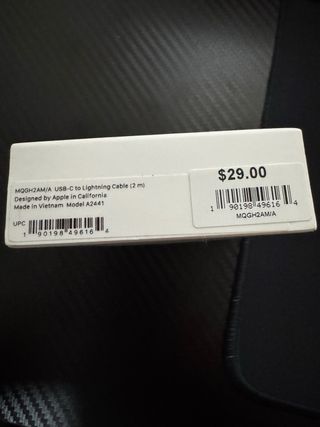 MQGH2AM/A  USB-C to Lightning Cable (2 m)
Designed by Apple in California
Made in Vietnam  Model A2441
UPC
1 90198 49616 4
$29.00
1 90198 49616 4
MQGH2AM/A